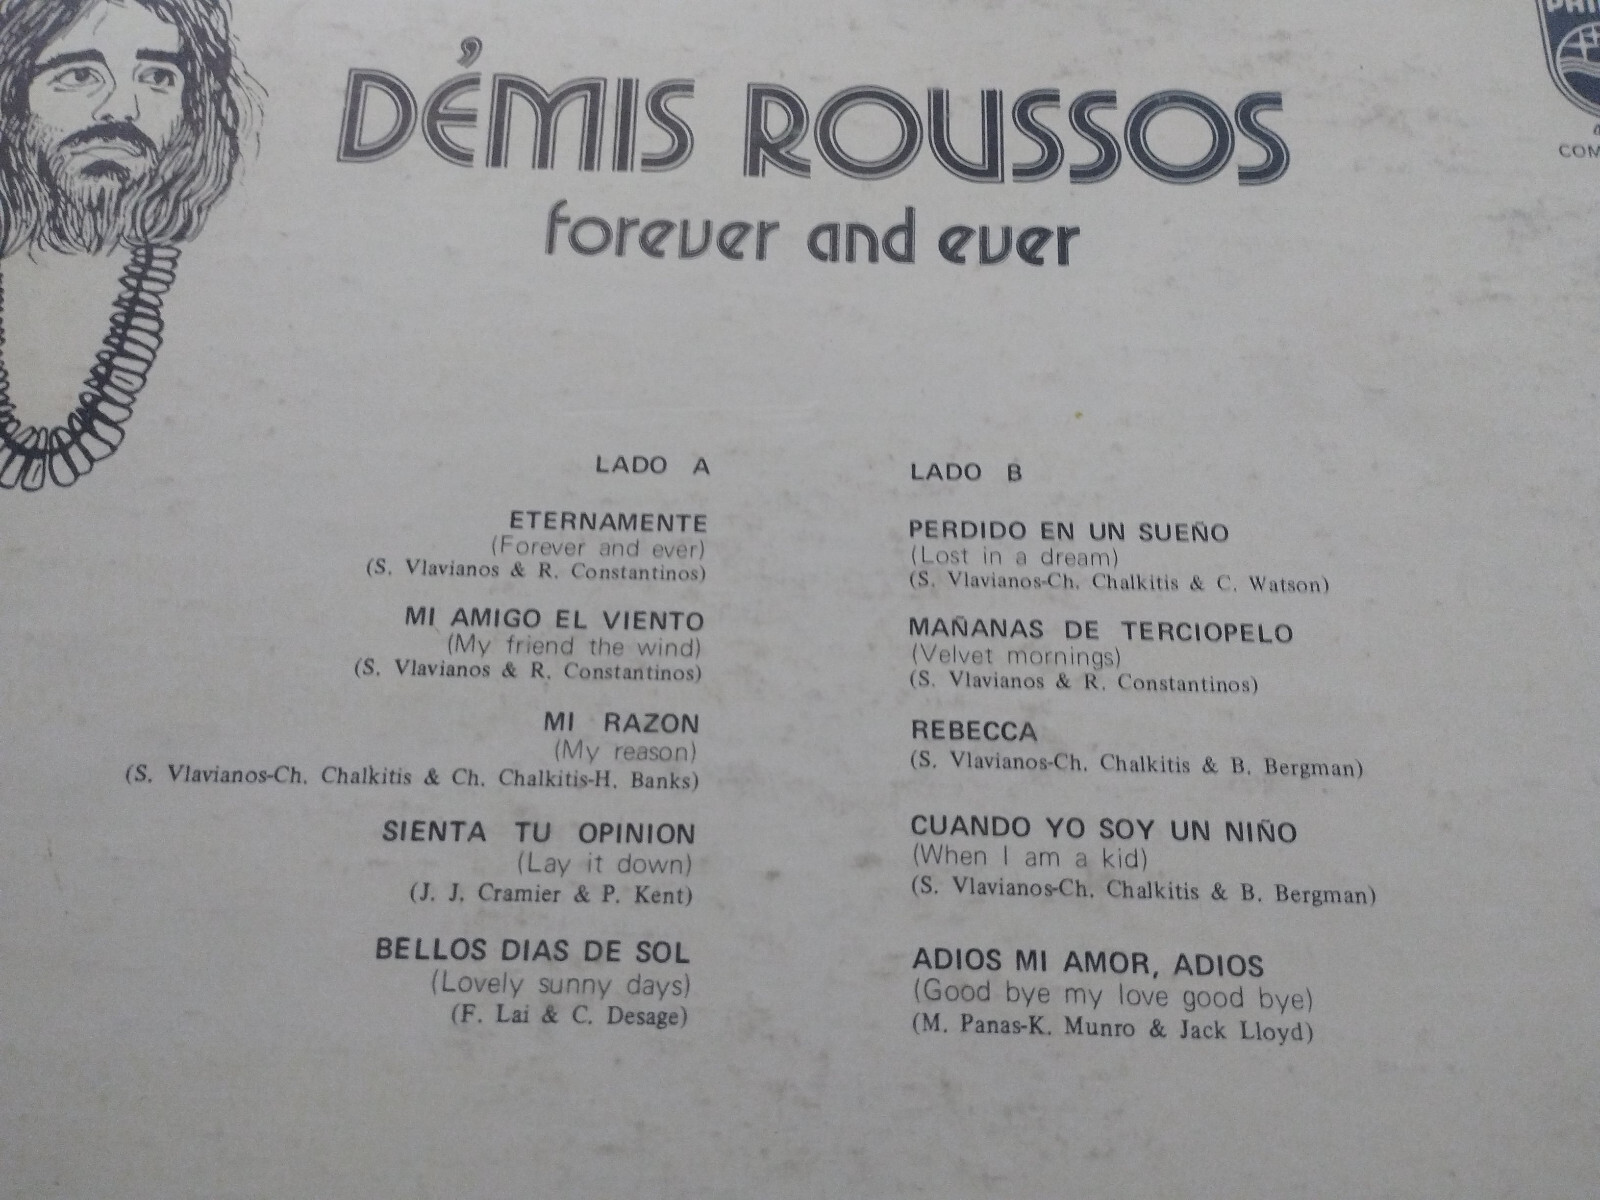 DÉMIS ROUSSOS
forever and ever
LADO A
ETERNAMENTE
(Forever and ever)
(S. Vlavianos & R. Constantinos)
MI AMIGO EL VIENTO
(My friend the wind)
(S. Vlavianos & R. Constantinos)
MI RAZON
(My reason)
(S. Vlavianos-Ch. Chalkitis & Ch. Chalkitis-H. Banks)
SIENTA TU OPINION
(Lay it down)
(J. J. Cramier & P. Kent)
BELLOS DIAS DE SOL
(Lovely sunny days)
(F. Lai & C. Desage)
LADO B
PERDIDO EN UN SUEÑO
(Lost in a dream)
(S. Vlavianos-Ch. Chalkitis & C. Watson)
MAÑANAS DE TERCIOPELO
(Velvet mornings)
(S. Vlavianos & R. Constantinos)
REBECCA
(S. Vlavianos-Ch. Chalkitis & B. Bergman)
CUANDO YO SOY UN NIÑO
(When I am a kid)
(S. Vlavianos-Ch. Chalkitis & B. Bergman)
ADIOS MI AMOR, ADIOS
(Good bye my love good bye)
(M. Panas-K. Munro & Jack Lloyd)